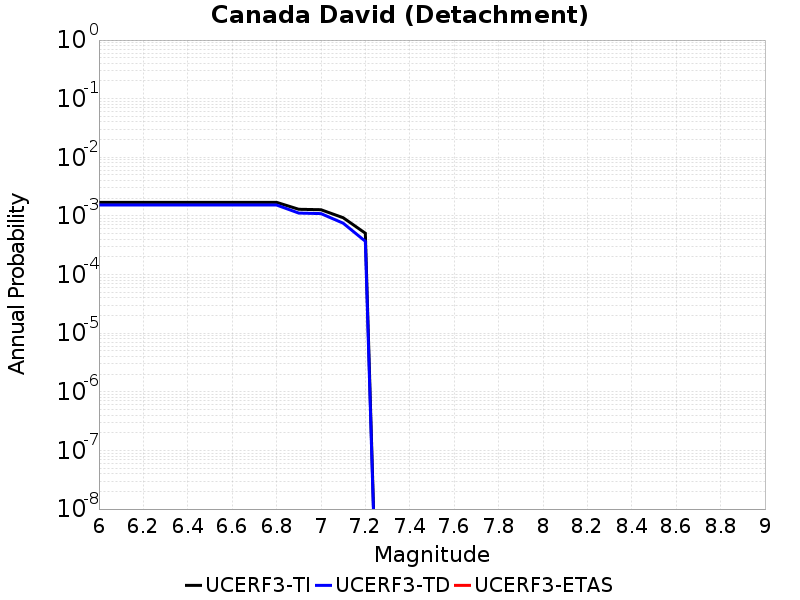 Canada David (Detachment)
10^0
10^-1
10^-2
10^-3
10^-4
10^-5
10^-6
10^-7
10^-8
Annual Probability
6 6.2 6.4 6.6 6.8 7 7.2 7.4 7.6 7.8 8 8.2 8.4 8.6 8.8 9
Magnitude
UCERF3-TI UCERF3-TD UCERF3-ETAS